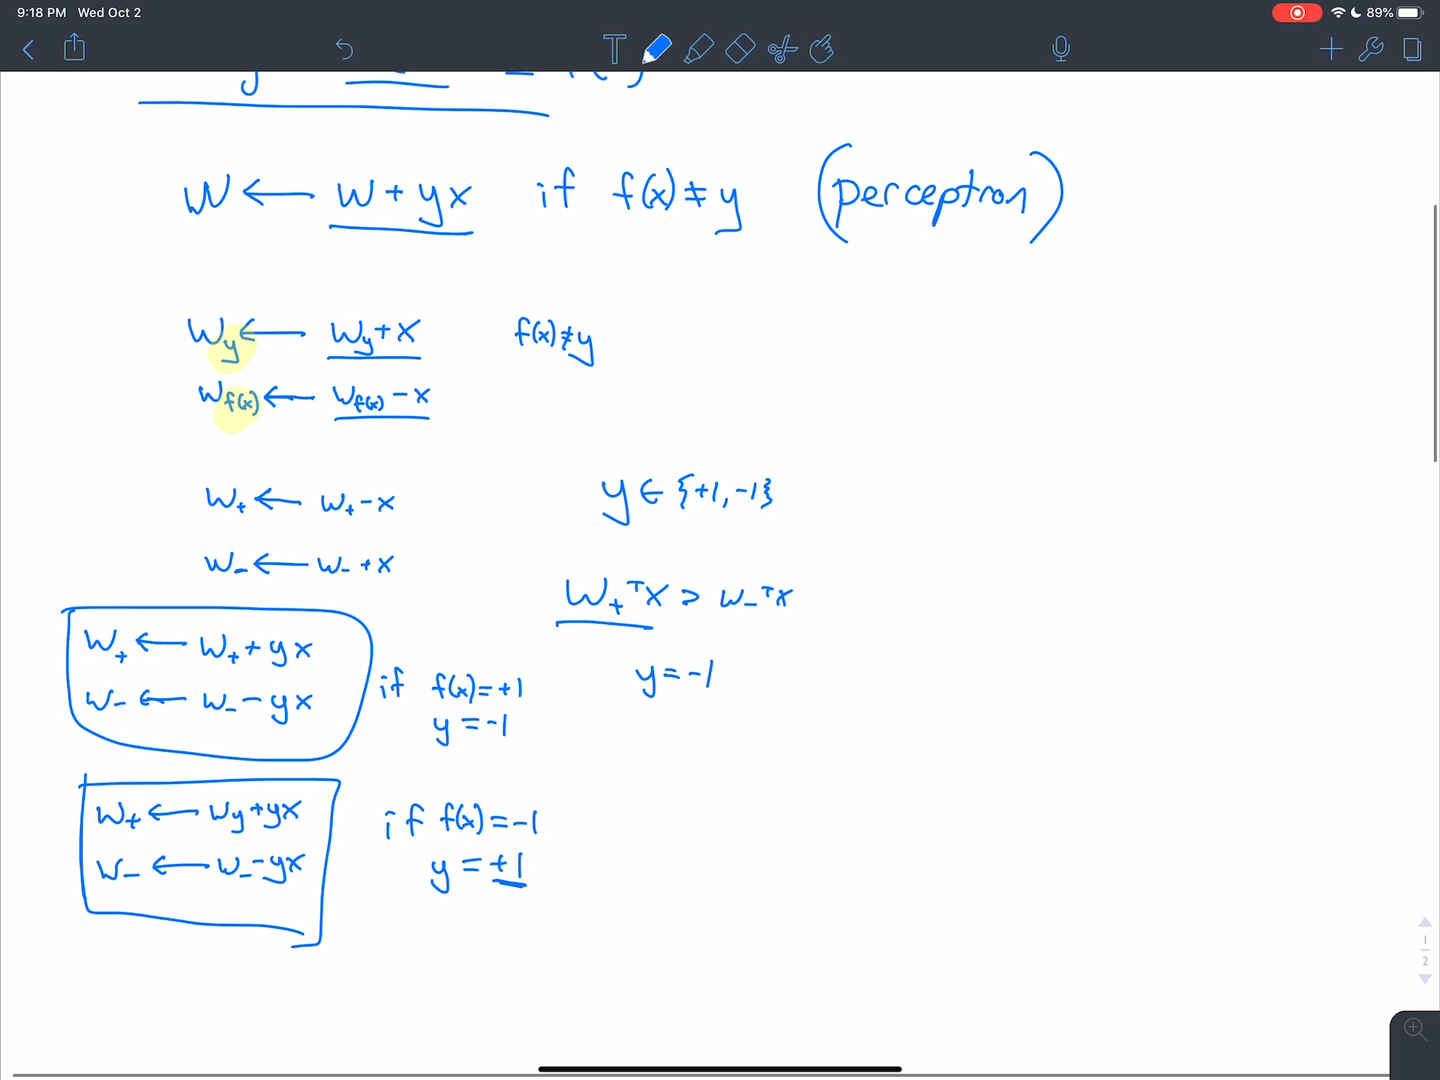 9:18 PM Wed Oct 2
89%
T
W ← w + yx if f(x) ≠ y (perceptron)
W_y ← W_y + x f(x) ≠ y
W_f(x) ← W_f(x) - x
W_+ ← W_+ - x
y ∈ {+1, -1}
W_- ← W_- + x
W_+^T x > w_-^T x
W_+ ← W_+ + yx
W_- ← W_- - yx
if f(x) = +1
y = -1
y = -1
W_+ ← W_y + yx
W_- ← W_- - yx
if f(x) = -1
y = +1
1
2